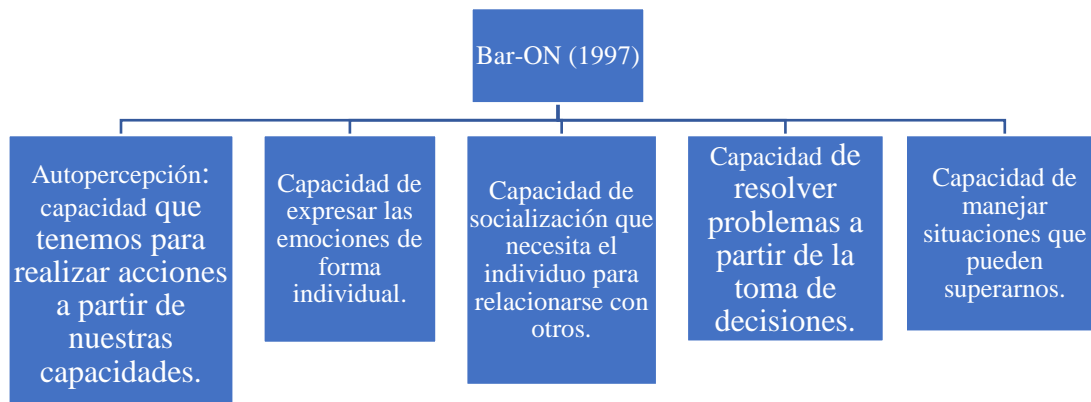 Bar-ON (1997)
Autopercepción:
capacidad que
tenemos para
realizar acciones
a partir de
nuestras
capacidades.
Capacidad de
expresar las
emociones de
forma
individual.
Capacidad de
socialización que
necesita el
individuo para
relacionarse con
otros.
Capacidad de
resolver
problemas a
partir de la
toma de
decisiones.
Capacidad de
manejar
situaciones que
pueden
superarnos.